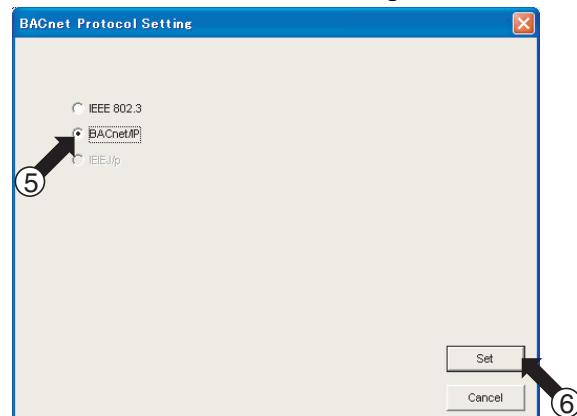 BACnet Protocol Setting
IEEE 802.3
BACnet/IP
IEIEJ/p
5
Set
Cancel
6